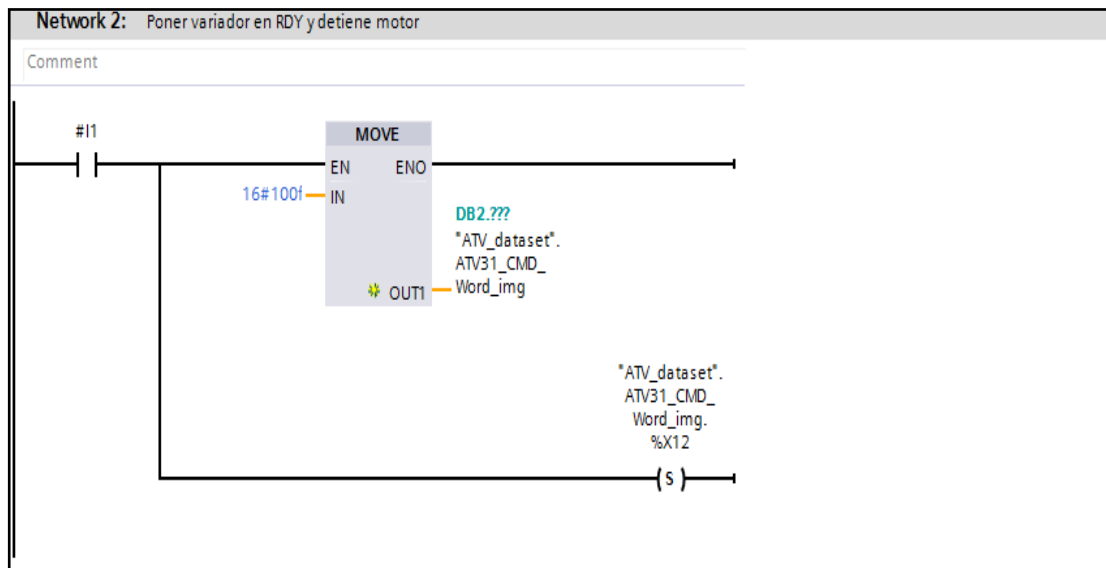 Network 2: Poner variador en RDY y detiene motor
Comment
#I1
MOVE
EN ENO
16#100f IN
DB2.???
"ATV_dataset".
ATV31_CMD_
Word_img
OUT1
"ATV_dataset".
ATV31_CMD_
Word_img.
%X12
( S )